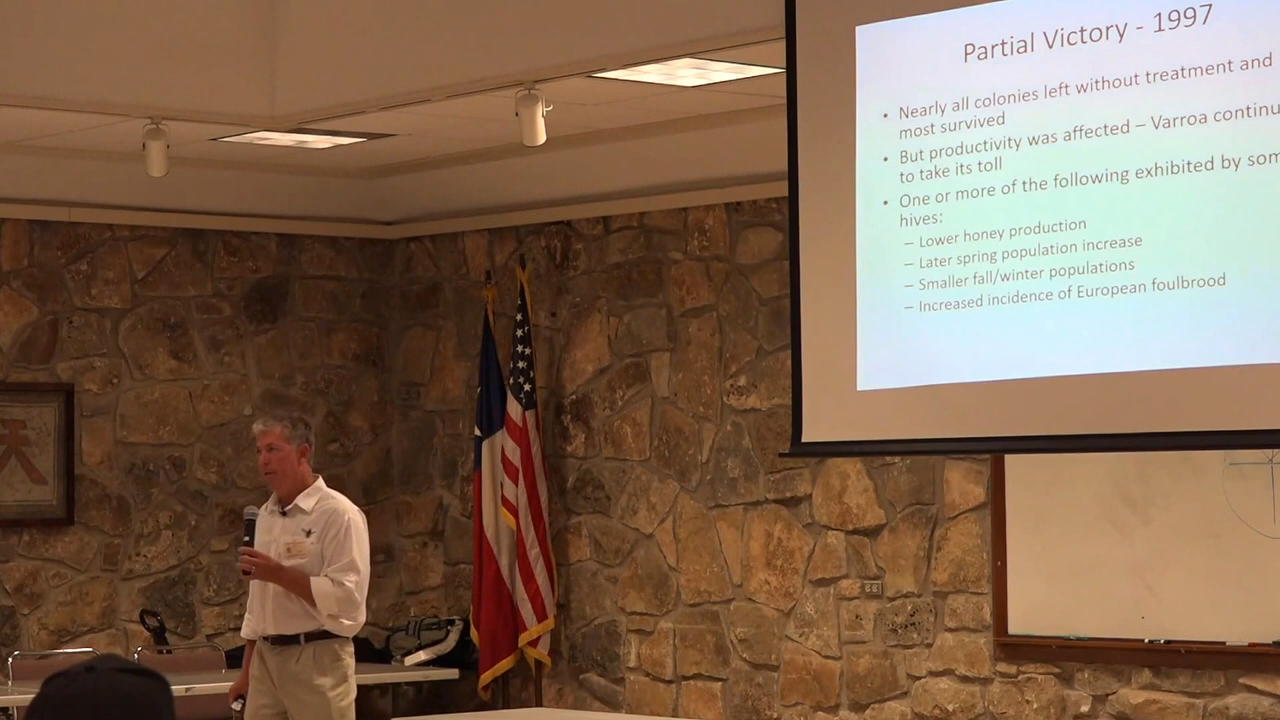 Partial Victory - 1997
• Nearly all colonies left without treatment and
most survived
• But productivity was affected – Varroa continu
to take its toll
• One or more of the following exhibited by som
hives:
– Lower honey production
– Later spring population increase
– Smaller fall/winter populations
– Increased incidence of European foulbrood